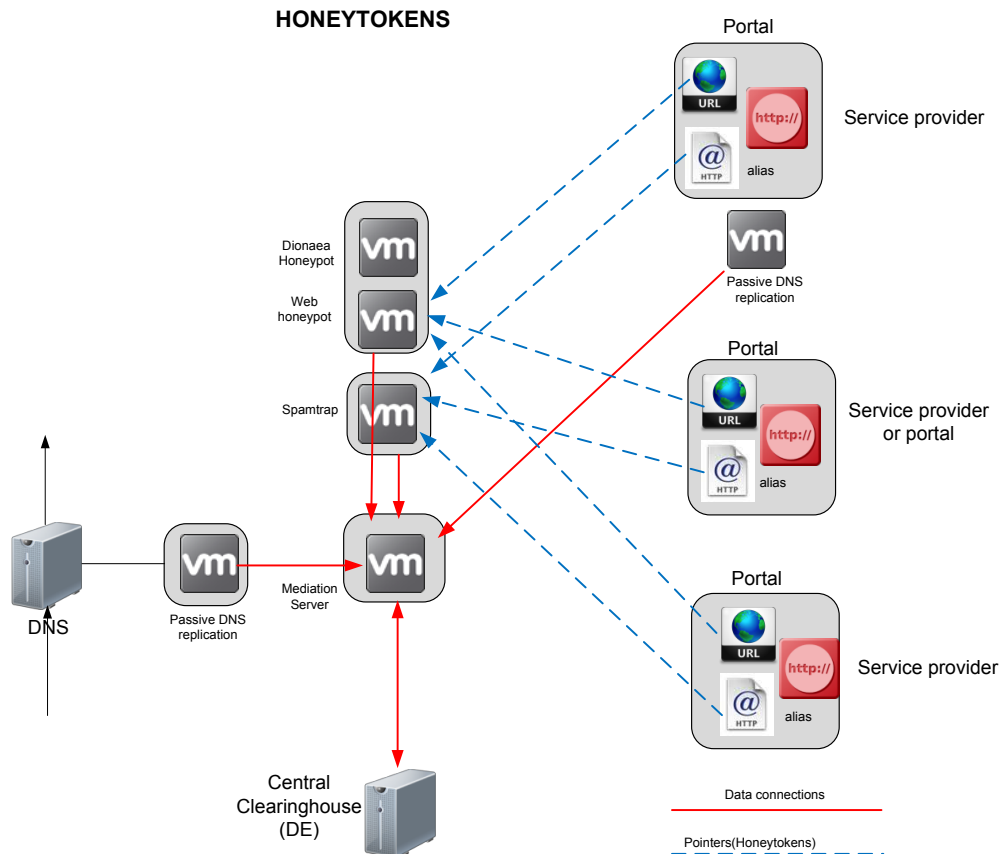 HONEYTOKENS
Portal
URL
http://
@
HTTP
alias
Service provider
vm
Passive DNS
replication
Dionaea
Honeypot
vm
Web
honeypot
vm
Spamtrap
vm
Portal
URL
http://
@
HTTP
alias
Service provider
or portal
DNS
vm
Passive DNS
replication
Mediation
Server
vm
Portal
URL
http://
@
HTTP
alias
Service provider
Central
Clearinghouse
(DE)
Data connections
Pointers(Honeytokens)